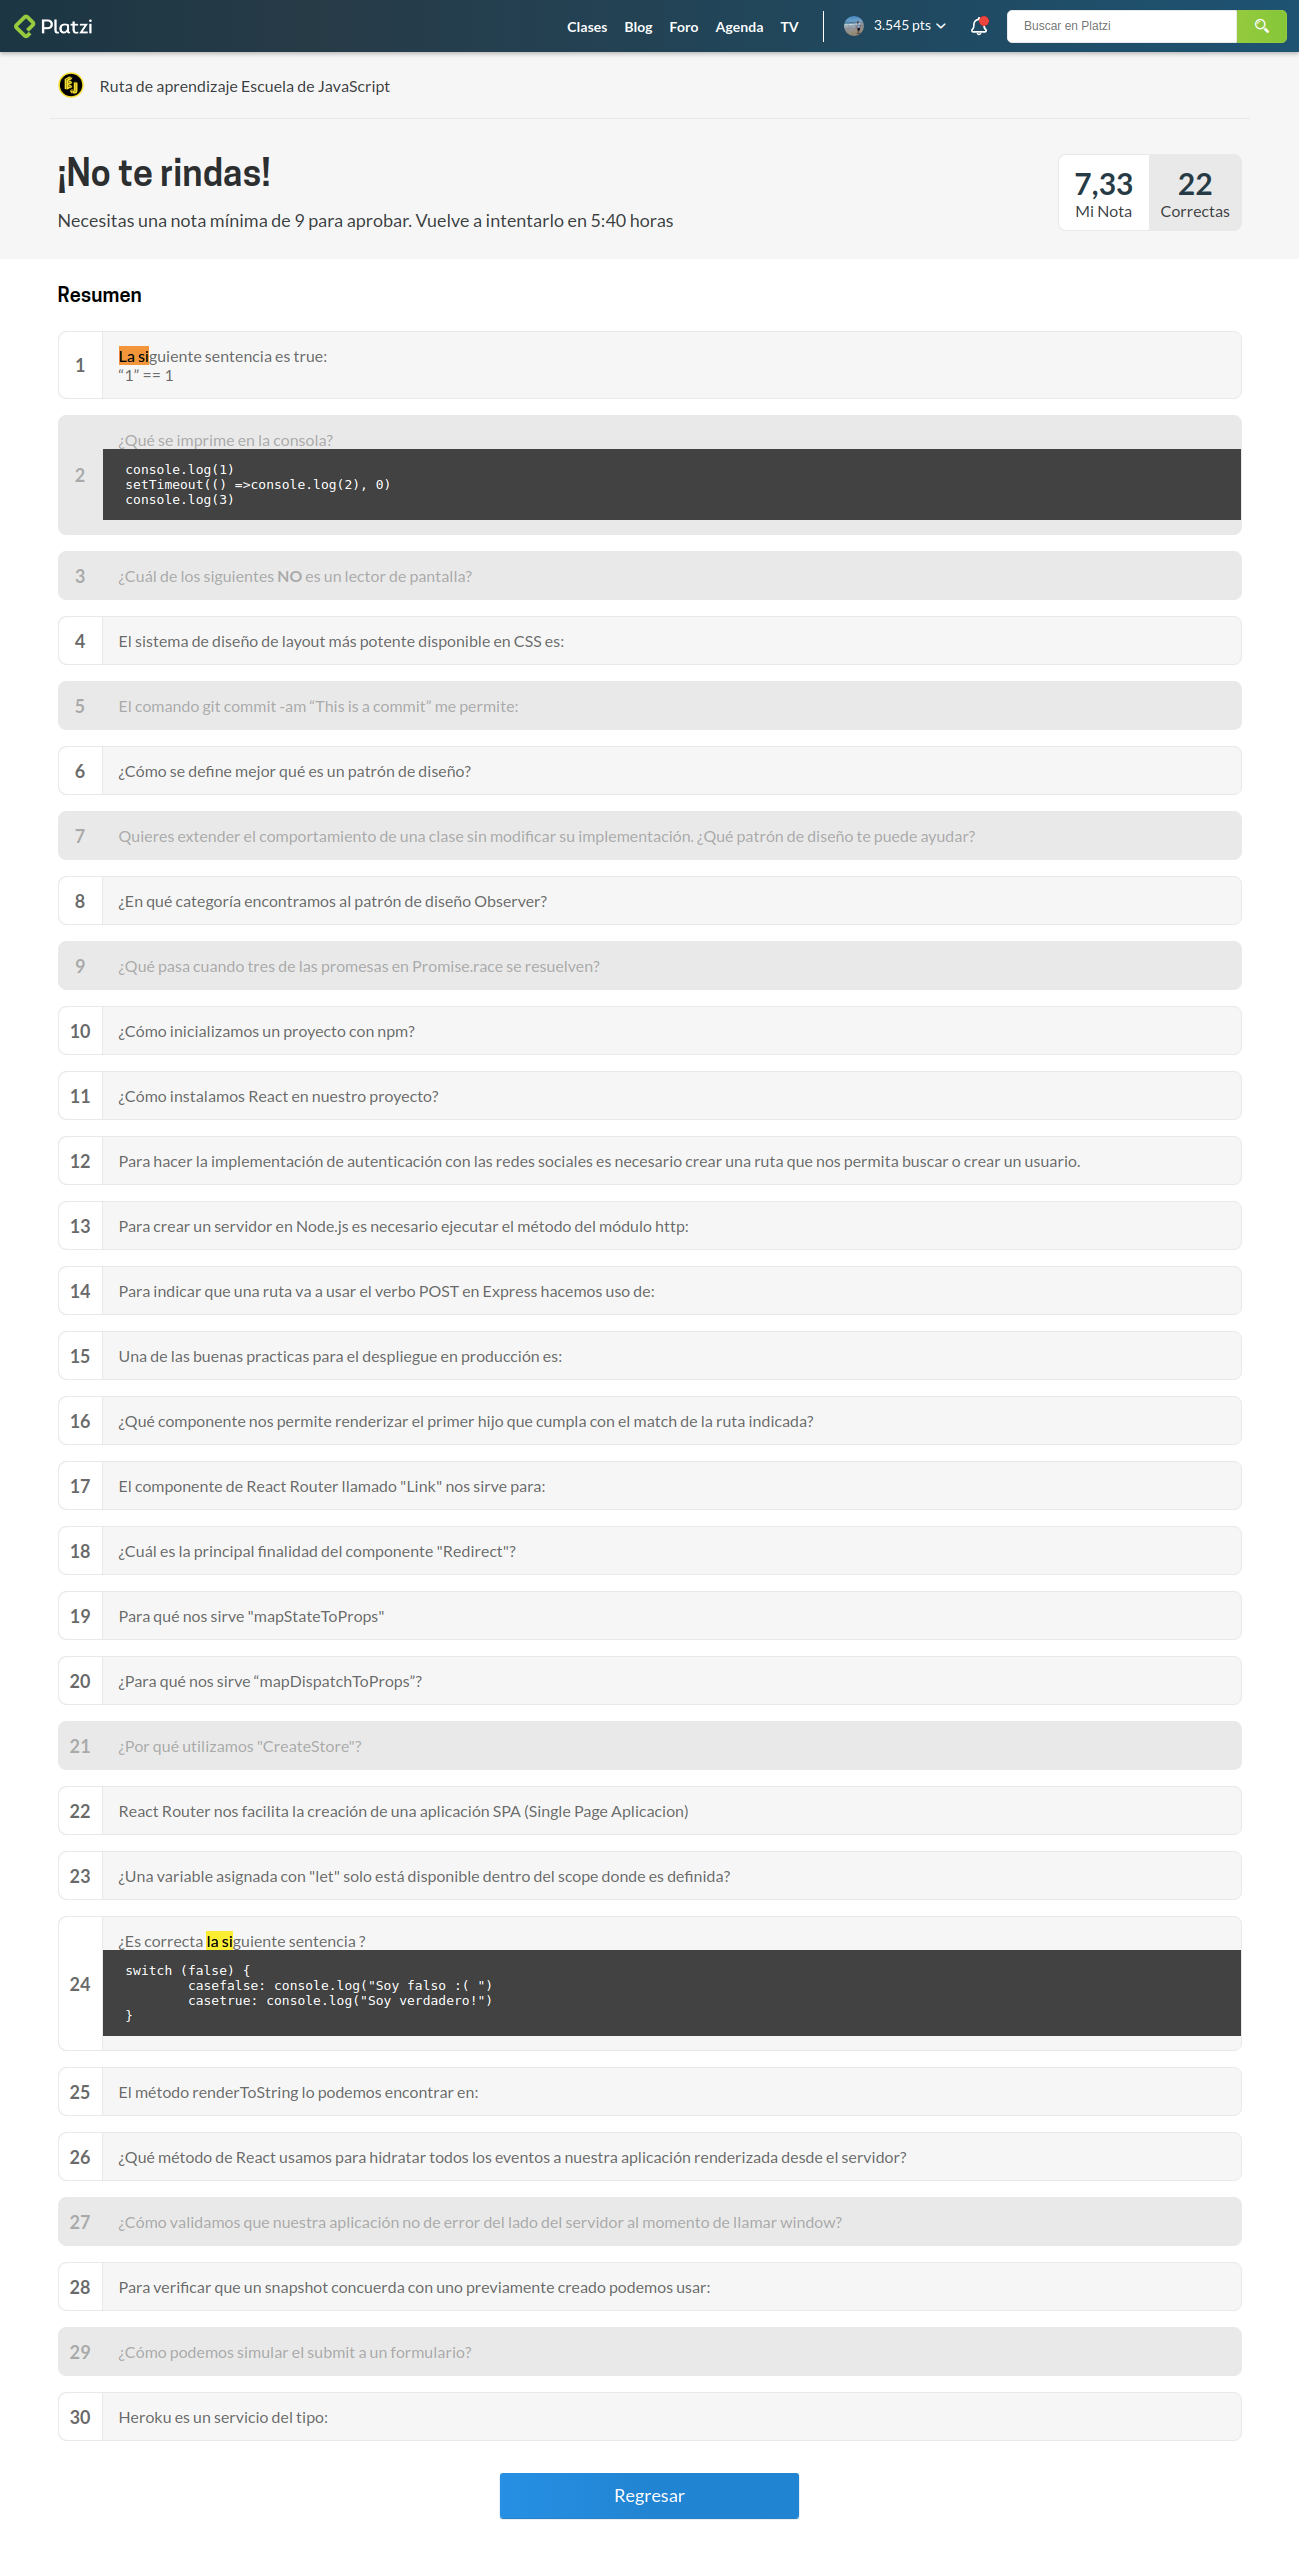 Platzi
Clases Blog Foro Agenda TV 3.545 pts Buscar en Platzi
Ruta de aprendizaje Escuela de JavaScript
¡No te rindas!
Necesitas una nota mínima de 9 para aprobar. Vuelve a intentarlo en 5:40 horas
7,33 22
Mi Nota Correctas
Resumen
1 La siguiente sentencia es true:
“1” == 1
2 ¿Qué se imprime en la consola?
console.log(1)
setTimeout(() =>console.log(2), 0)
console.log(3)
3 ¿Cuál de los siguientes NO es un lector de pantalla?
4 El sistema de diseño de layout más potente disponible en CSS es:
5 El comando git commit -am “This is a commit” me permite:
6 ¿Cómo se define mejor qué es un patrón de diseño?
7 Quieres extender el comportamiento de una clase sin modificar su implementación. ¿Qué patrón de diseño te puede ayudar?
8 ¿En qué categoría encontramos al patrón de diseño Observer?
9 ¿Qué pasa cuando tres de las promesas en Promise.race se resuelven?
10 ¿Cómo inicializamos un proyecto con npm?
11 ¿Cómo instalamos React en nuestro proyecto?
12 Para hacer la implementación de autenticación con las redes sociales es necesario crear una ruta que nos permita buscar o crear un usuario.
13 Para crear un servidor en Node.js es necesario ejecutar el método del módulo http:
14 Para indicar que una ruta va a usar el verbo POST en Express hacemos uso de:
15 Una de las buenas practicas para el despliegue en producción es:
16 ¿Qué componente nos permite renderizar el primer hijo que cumpla con el match de la ruta indicada?
17 El componente de React Router llamado "Link" nos sirve para:
18 ¿Cuál es la principal finalidad del componente "Redirect"?
19 Para qué nos sirve "mapStateToProps"
20 ¿Para qué nos sirve “mapDispatchToProps”?
21 ¿Por qué utilizamos "CreateStore"?
22 React Router nos facilita la creación de una aplicación SPA (Single Page Aplicacion)
23 ¿Una variable asignada con "let" solo está disponible dentro del scope donde es definida?
24 ¿Es correcta la siguiente sentencia ?
switch (false) {
casefalse: console.log("Soy falso :( ")
casetrue: console.log("Soy verdadero!")
}
25 El método renderToString lo podemos encontrar en:
26 ¿Qué método de React usamos para hidratar todos los eventos a nuestra aplicación renderizada desde el servidor?
27 ¿Cómo validamos que nuestra aplicación no de error del lado del servidor al momento de llamar window?
28 Para verificar que un snapshot concuerda con uno previamente creado podemos usar:
29 ¿Cómo podemos simular el submit a un formulario?
30 Heroku es un servicio del tipo:
Regresar